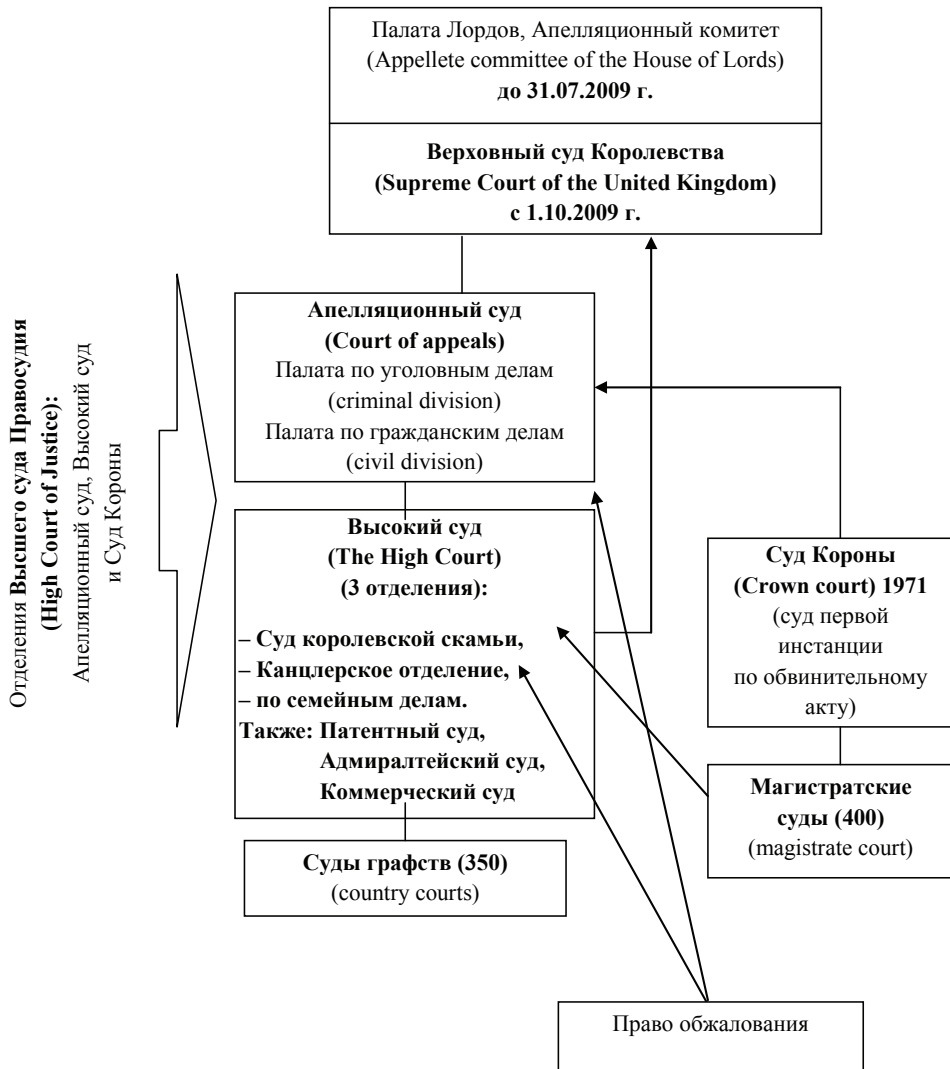 Палата Лордов, Апелляционный комитет
(Appellete committee of the House of Lords)
до 31.07.2009 г.
Верховный суд Королевства
(Supreme Court of the United Kingdom)
с 1.10.2009 г.
Отделения Высшего суда Правосудия
(High Court of Justice):
Апелляционный суд, Высокий суд
и Суд Короны
Апелляционный суд
(Court of appeals)
Палата по уголовным делам
(criminal division)
Палата по гражданским делам
(civil division)
Высокий суд
(The High Court)
(3 отделения):
– Суд королевской скамьи,
– Канцлерское отделение,
– по семейным делам.
Также: Патентный суд,
Адмиралтейский суд,
Коммерческий суд
Суд Короны
(Crown court) 1971
(суд первой
инстанции
по обвинительному
акту)
Магистратские
суды (400)
(magistrate court)
Суды графств (350)
(country courts)
Право обжалования